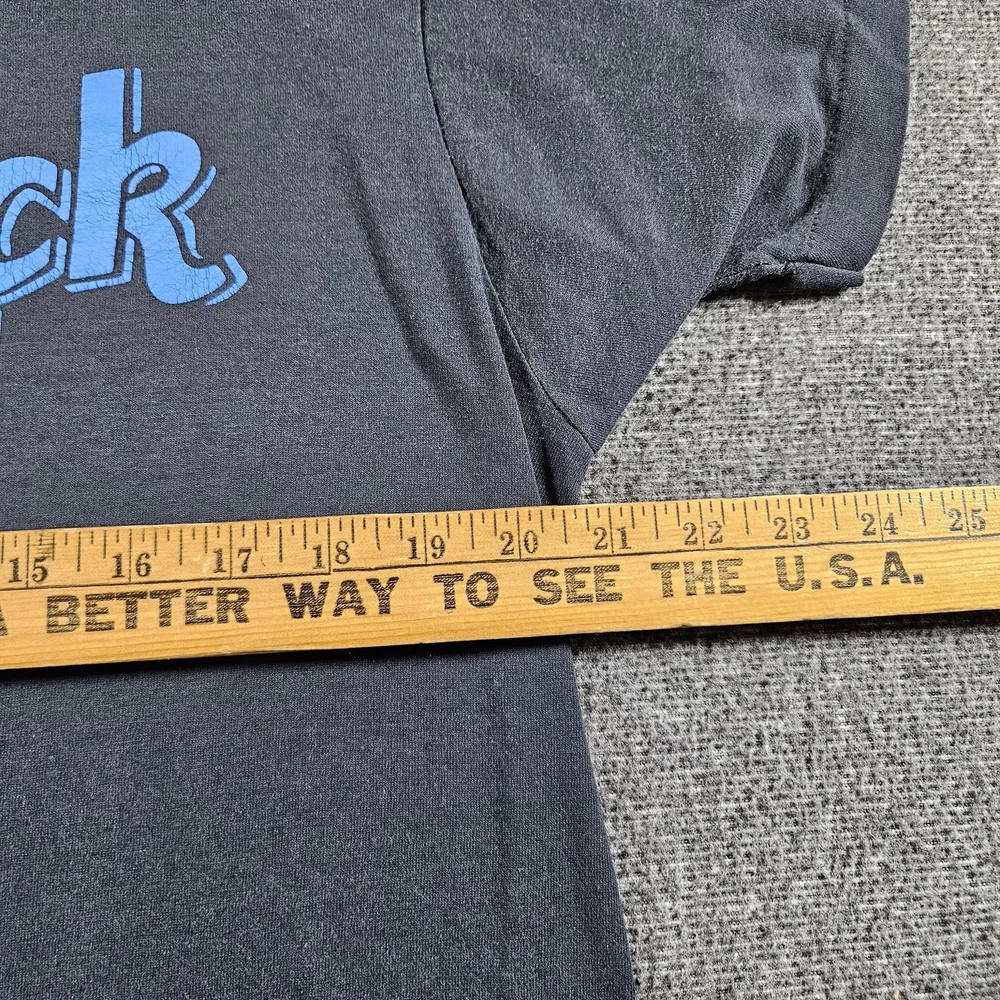 ck
15 16 17 18 19 20 21 22 23 24 25
A BETTER WAY TO SEE THE U.S.A.